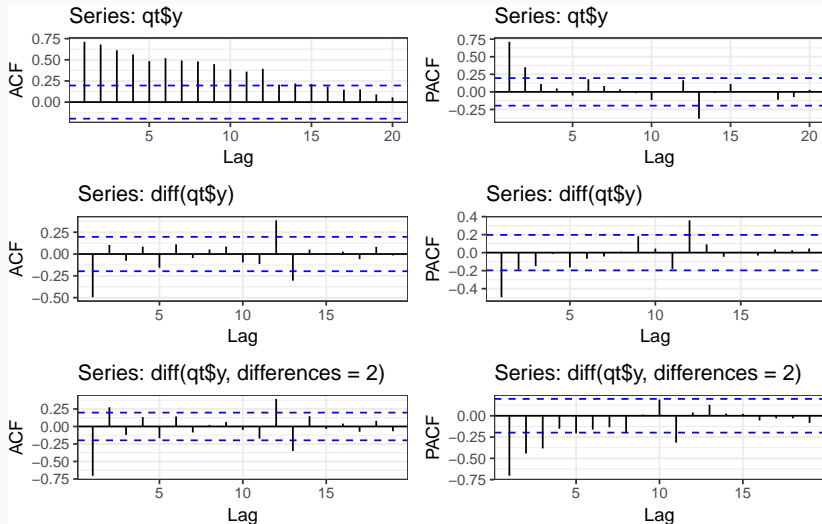 Series: qt$y
ACF
0.75
0.50
0.25
0.00
5 10 15 20
Lag
Series: qt$y
PACF
0.75
0.50
0.25
0.00
−0.25
5 10 15 20
Lag
Series: diff(qt$y)
ACF
0.25
0.00
−0.25
−0.50
5 10 15
Lag
Series: diff(qt$y)
PACF
0.4
0.2
0.0
−0.2
−0.4
5 10 15
Lag
Series: diff(qt$y, differences = 2)
ACF
0.25
0.00
−0.25
−0.50
−0.75
5 10 15
Lag
Series: diff(qt$y, differences = 2)
PACF
0.00
−0.25
−0.50
−0.75
5 10 15
Lag